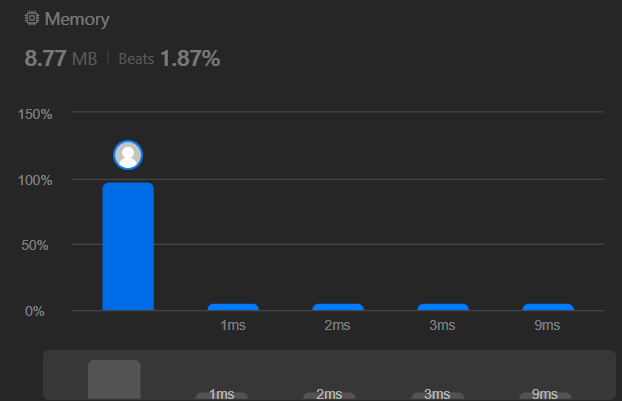 Memory
8.77 MB | Beats 1.87%
150%
100%
50%
0%
1ms 2ms 3ms 9ms
1ms 2ms 3ms 9ms